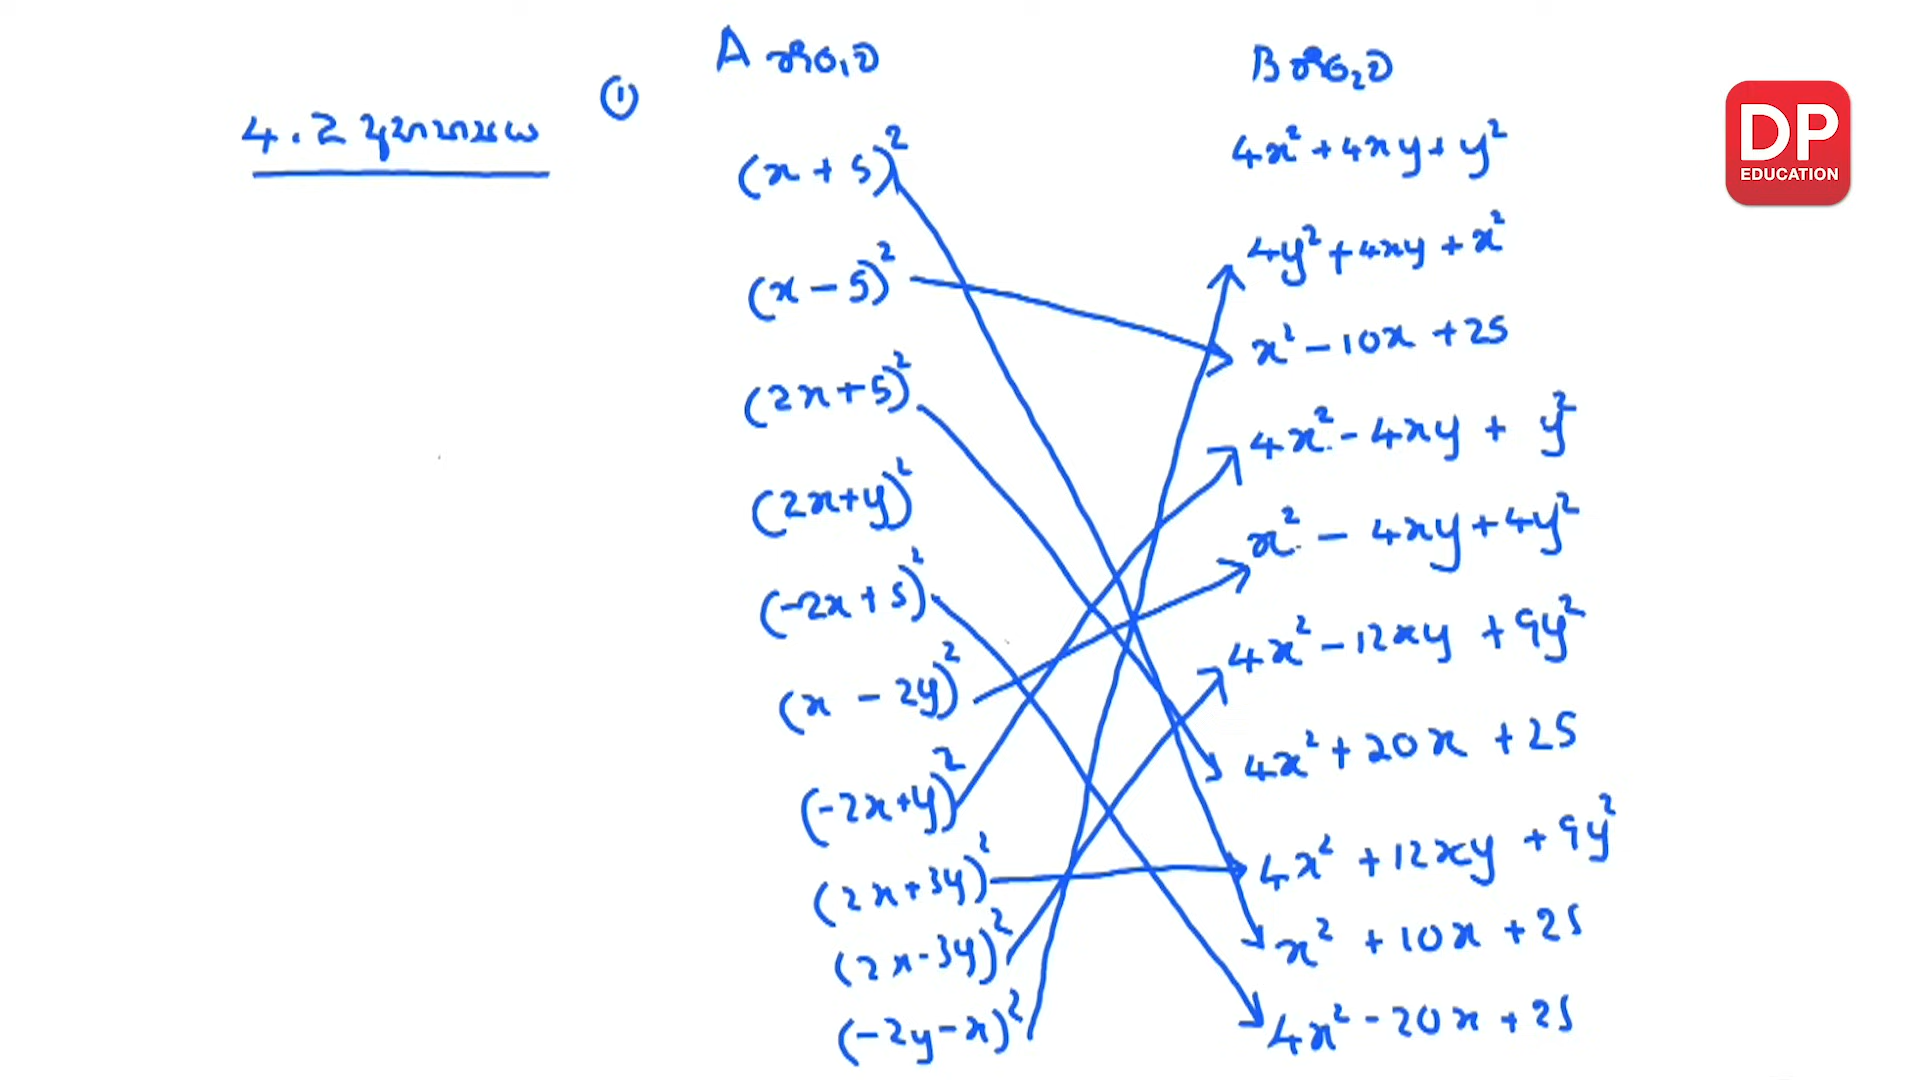 4.2 අභ්‍යාසය
①
A තීරුව
B තීරුව
(x + 5)²
4x² + 4xy + y²
(x - 5)²
4y² + 4xy + x²
(2x + 5)²
x² - 10x + 25
(2x+y)²
4x² - 4xy + y²
(-2x + 5)²
x² - 4xy + 4y²
(x - 2y)²
4x² - 12xy + 9y²
(-2x+y)²
4x² + 20x + 25
(2x+3y)²
4x² + 12xy + 9y²
(2x-3y)²
x² + 10x + 25
(-2y-x)²
4x² - 20x + 25
DP
EDUCATION